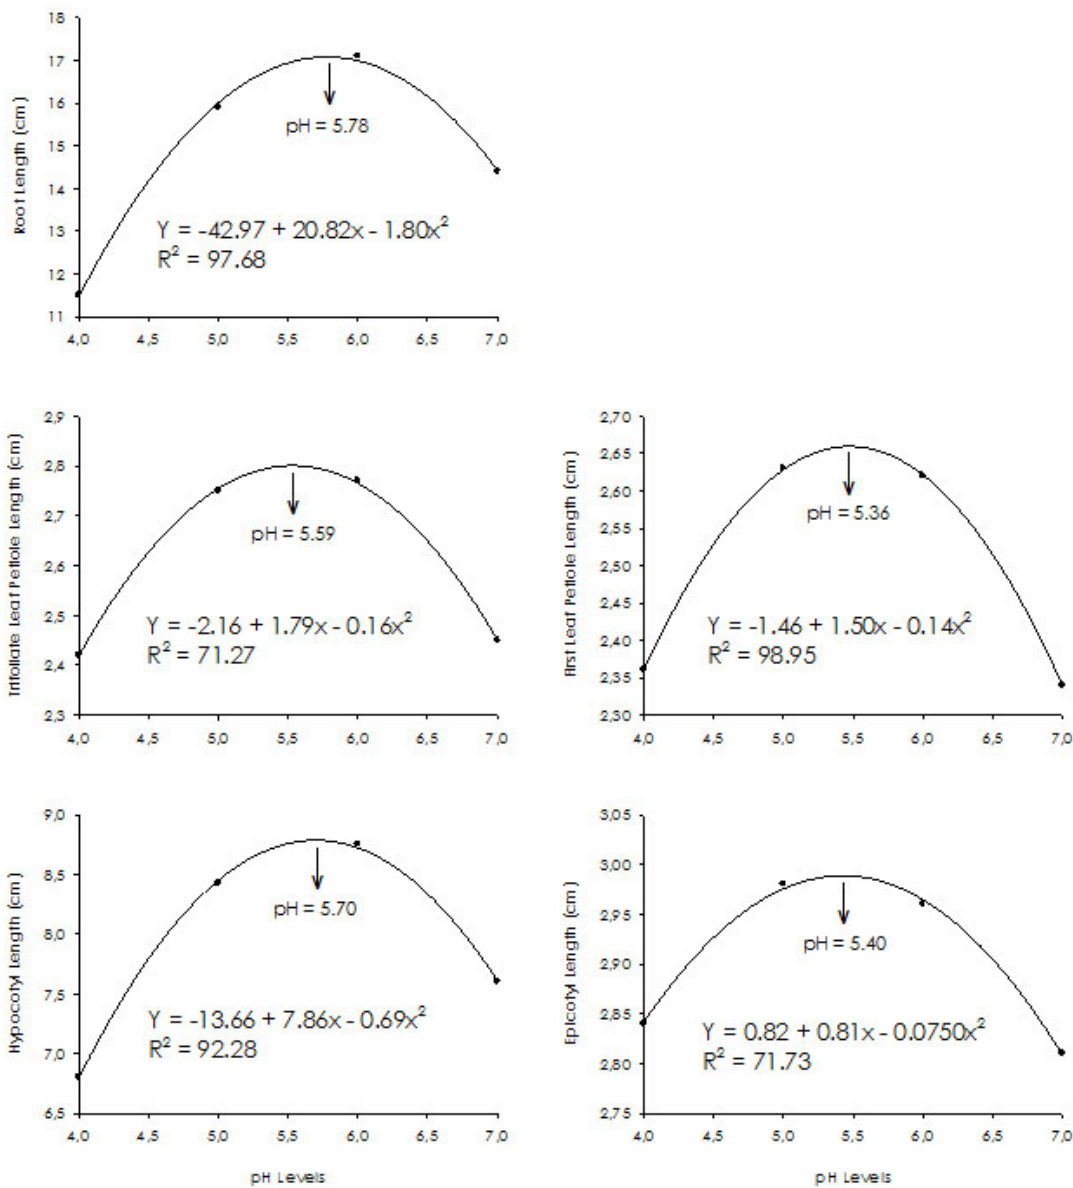 18
17
16
15
14
13
12
11
Root Length (cm)
pH = 5.78
Y = -42.97 + 20.82x - 1.80x²
R² = 97.68
4,0 4,5 5,0 5,5 6,0 6,5 7,0
2,9
2,8
2,7
2,6
2,5
2,4
2,3
Trifoliate Leaf Petiole Length (cm)
pH = 5.59
Y = -2.16 + 1.79x - 0.16x²
R² = 71.27
4,0 4,5 5,0 5,5 6,0 6,5 7,0
2,70
2,65
2,60
2,55
2,50
2,45
2,40
2,35
2,30
First Leaf Petiole Length (cm)
pH = 5.36
Y = -1.46 + 1.50x - 0.14x²
R² = 98.95
4,0 4,5 5,0 5,5 6,0 6,5 7,0
9,0
8,5
8,0
7,5
7,0
6,5
Hypocotyl Length (cm)
pH = 5.70
Y = -13.66 + 7.86x - 0.69x²
R² = 92.28
4,0 4,5 5,0 5,5 6,0 6,5 7,0
pH Levels
3,05
3,00
2,95
2,90
2,85
2,80
2,75
Epicotyl Length (cm)
pH = 5.40
Y = 0.82 + 0.81x - 0.0750x²
R² = 71.73
4,0 4,5 5,0 5,5 6,0 6,5 7,0
pH Levels